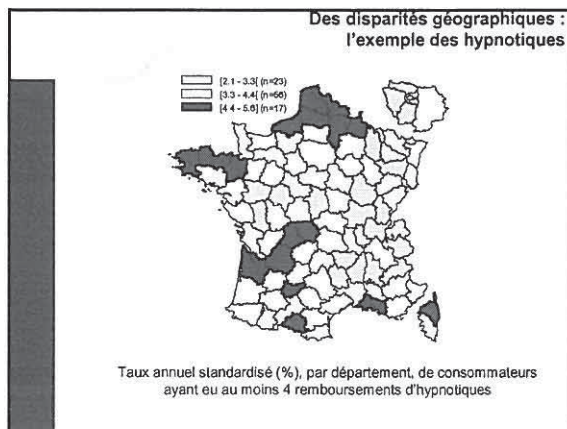 Des disparités géographiques :
l'exemple des hypnotiques
[2.1 - 3.3[ (n=23)
[3.3 - 4.4[ (n=56)
[4.4 - 5.6] (n=17)
Taux annuel standardisé (%), par département, de consommateurs
ayant eu au moins 4 remboursements d'hypnotiques